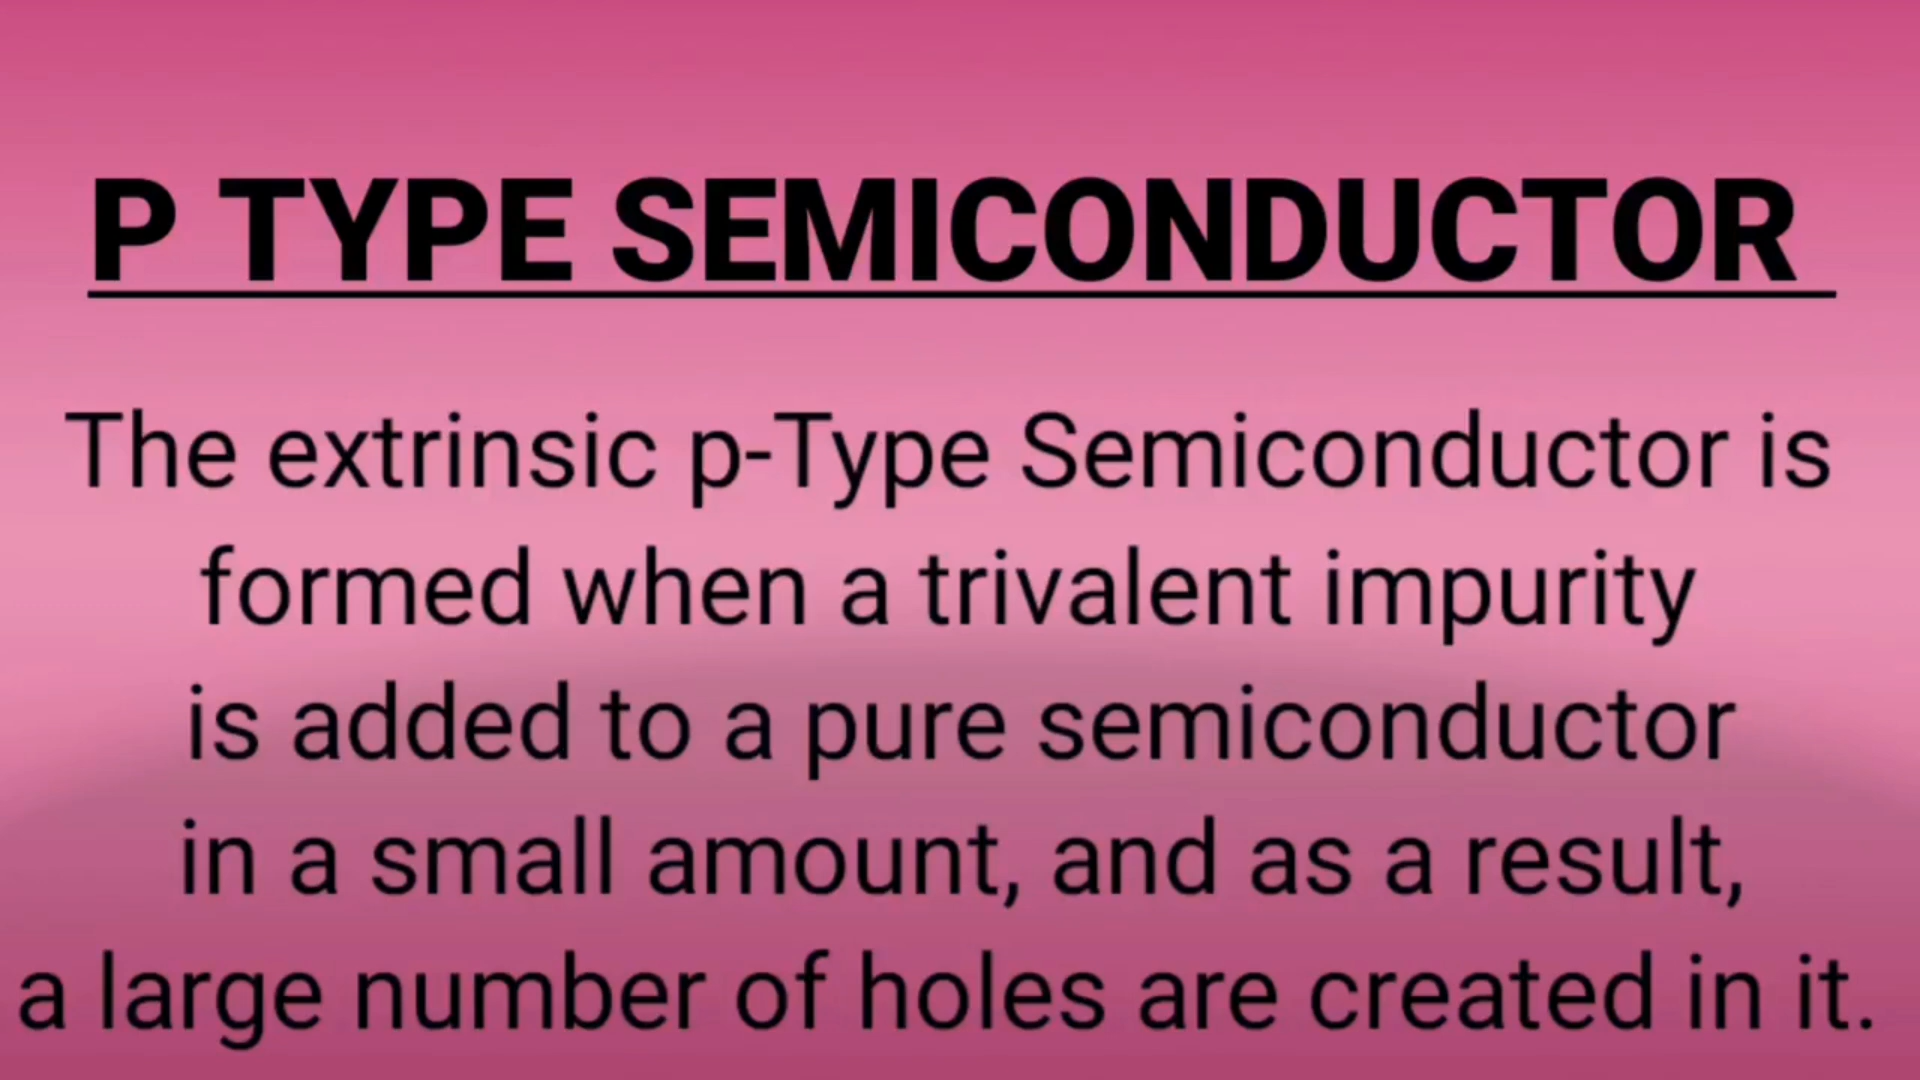 P TYPE SEMICONDUCTOR
The extrinsic p-Type Semiconductor is
formed when a trivalent impurity
is added to a pure semiconductor
in a small amount, and as a result,
a large number of holes are created in it.